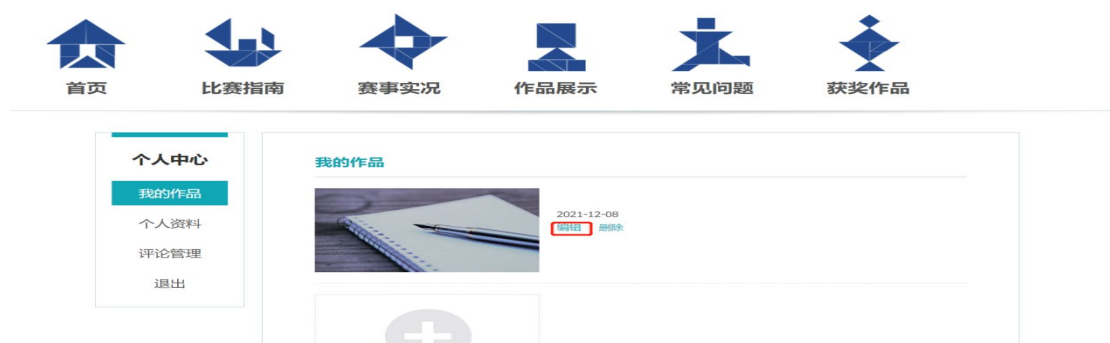 首页 比赛指南 赛事实况 作品展示 常见问题 获奖作品
个人中心
我的作品
个人资料
评论管理
退出
我的作品
2021-12-08
编辑 删除